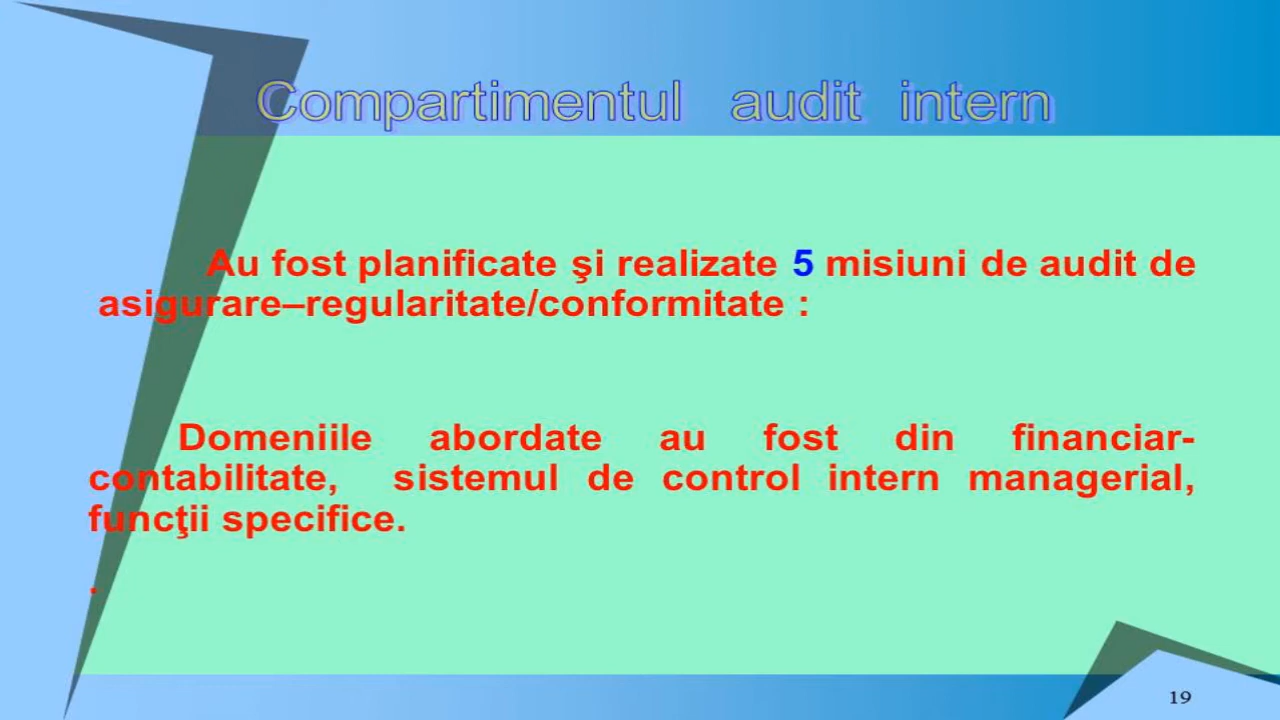 Compartimentul audit intern
Au fost planificate şi realizate 5 misiuni de audit de
asigurare–regularitate/conformitate :
Domeniile abordate au fost din financiar-
contabilitate, sistemul de control intern managerial,
funcţii specifice.
.
19